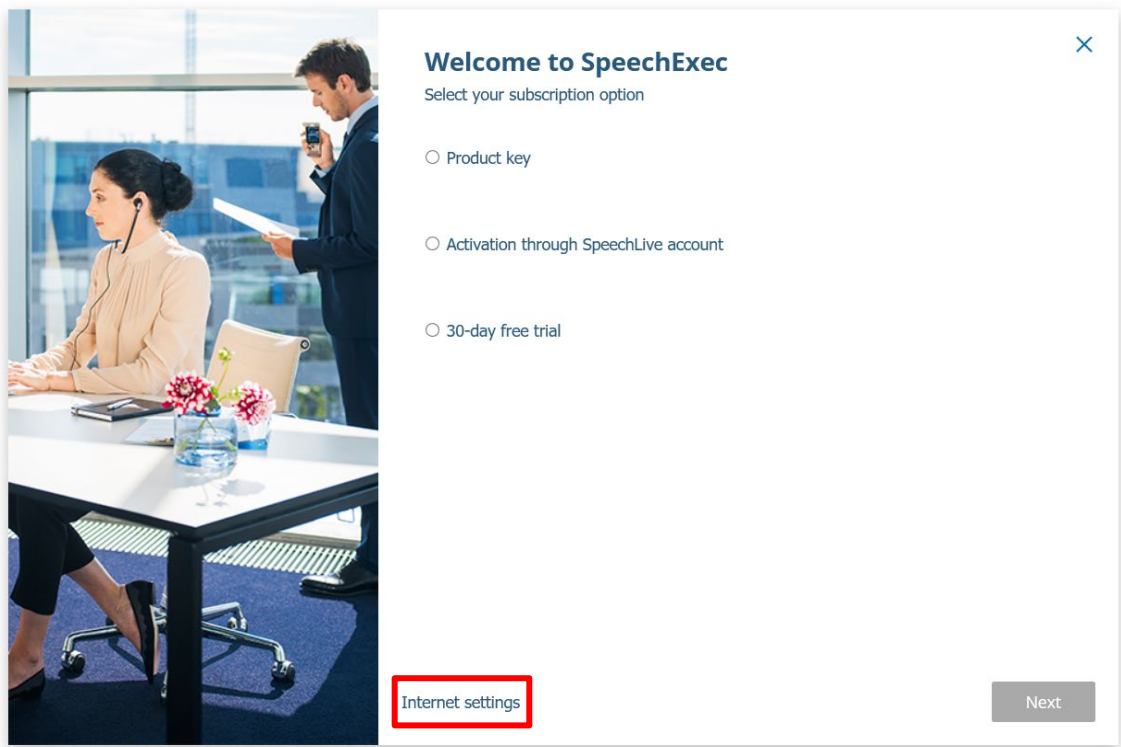 Welcome to SpeechExec
Select your subscription option
Product key
Activation through SpeechLive account
30-day free trial
Internet settings
Next